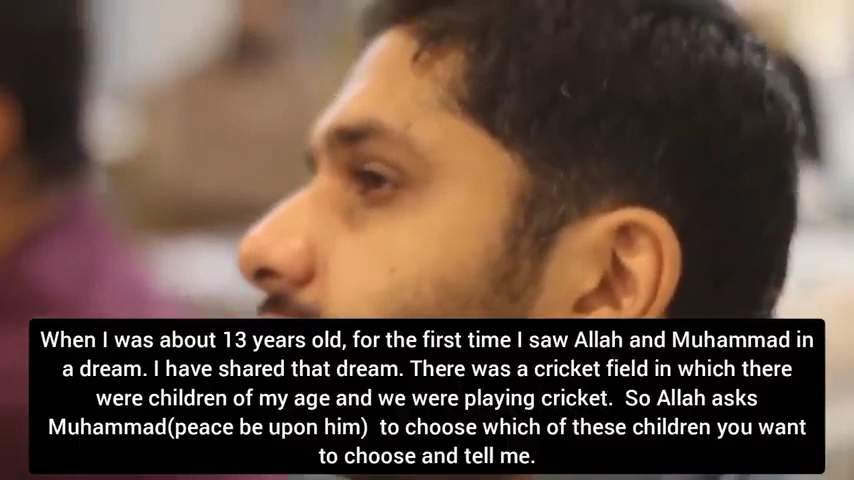 When I was about 13 years old, for the first time I saw Allah and Muhammad in
a dream. I have shared that dream. There was a cricket field in which there
were children of my age and we were playing cricket.  So Allah asks
Muhammad(peace be upon him)  to choose which of these children you want
to choose and tell me.